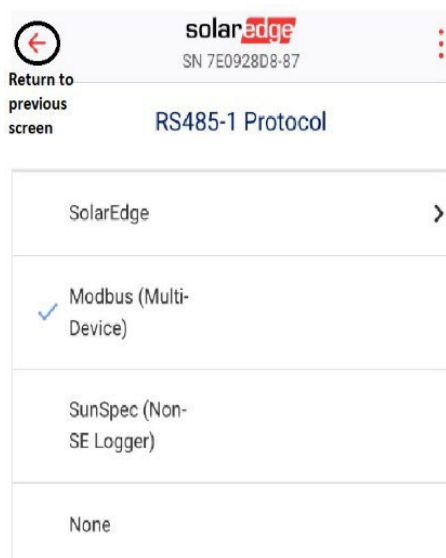 solaredge
SN 7E0928D8-87
Return to
previous
screen
RS485-1 Protocol
SolarEdge
Modbus (Multi-
Device)
SunSpec (Non-
SE Logger)
None